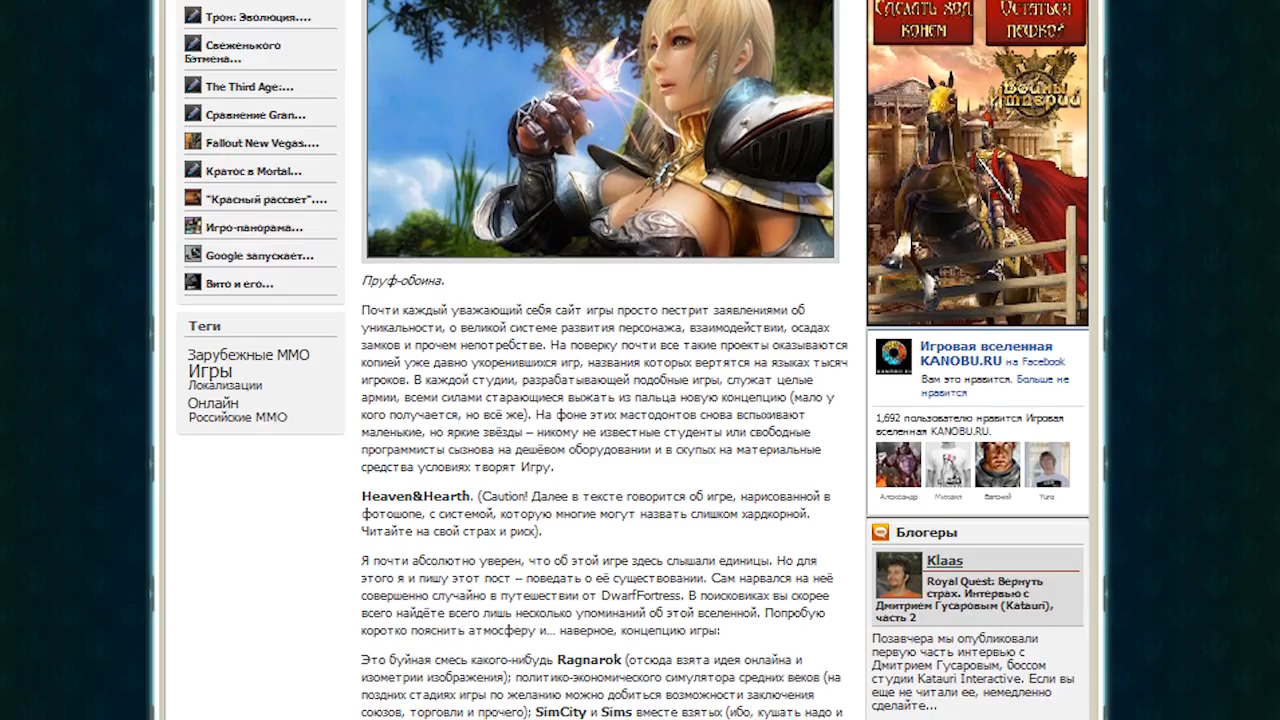 Трон: Эволюция....
Свеженького
Бэтмена...
The Third Age:...
Сравнение Gran...
Fallout New Vegas....
Кратос в Mortal...
"Красный рассвет"....
Игро-панорама...
Google запускает...
Вито и его...
Теги
Зарубежные ММО
Игры
Локализации
Онлайн
Российские ММО
Пруф-обоина.
Почти каждый уважающий себя сайт игры просто пестрит заявлениями об
уникальности, о великой системе развития персонажа, взаимодействии, осадах
замков и прочем непотребстве. На поверку почти все такие проекты оказываются
копией уже давно укоренившихся игр, названия которых вертятся на языках тысяч
игроков. В каждой студии, разрабатывающей подобные игры, служат целые
армии, всеми силами старающиеся выжать из пальца новую концепцию (мало у
кого получается, но всё же). На фоне этих мастодонтов снова вспыхивают
маленькие, но яркие звёзды – никому не известные студенты или свободные
программисты сызнова на дешёвом оборудовании и в скупых на материальные
средства условиях творят Игру.
Heaven&Hearth. (Caution! Далее в тексте говорится об игре, нарисованной в
фотошопе, с системой, которую многие могут назвать слишком хардкорной.
Читайте на свой страх и риск).
Я почти абсолютно уверен, что об этой игре здесь слышали единицы. Но для
этого я и пишу этот пост – поведать о её существовании. Сам нарвался на неё
совершенно случайно в путешествии от DwarfFortress. В поисковиках вы скорее
всего найдёте всего лишь несколько упоминаний об этой вселенной. Попробую
коротко пояснить атмосферу и... наверное, концепцию игры:
Это буйная смесь какого-нибудь Ragnarok (отсюда взята идея онлайна и
изометрии изображения); политико-экономического симулятора средних веков (на
поздних стадиях игры по желанию можно добиться возможности заключения
союзов, торговли и прочего); SimCity и Sims вместе взятых (ибо, кушать надо и
Сделать ход
конем
Остаться
пешкой
Войны
Империй
Игровая вселенная
KANOBU.RU на Facebook
Вам это нравится. Больше не
нравится
1,692 пользователю нравится Игровая
вселенная KANOBU.RU.
Александр
Михаил
Евгений
Yura
Блогеры
Klaas
Royal Quest: Вернуть
страх. Интервью с
Дмитрием Гусаровым (Katauri),
часть 2
Позавчера мы опубликовали
первую часть интервью с
Дмитрием Гусаровым, боссом
студии Katauri Interactive. Если вы
еще не читали ее, немедленно
сделайте...